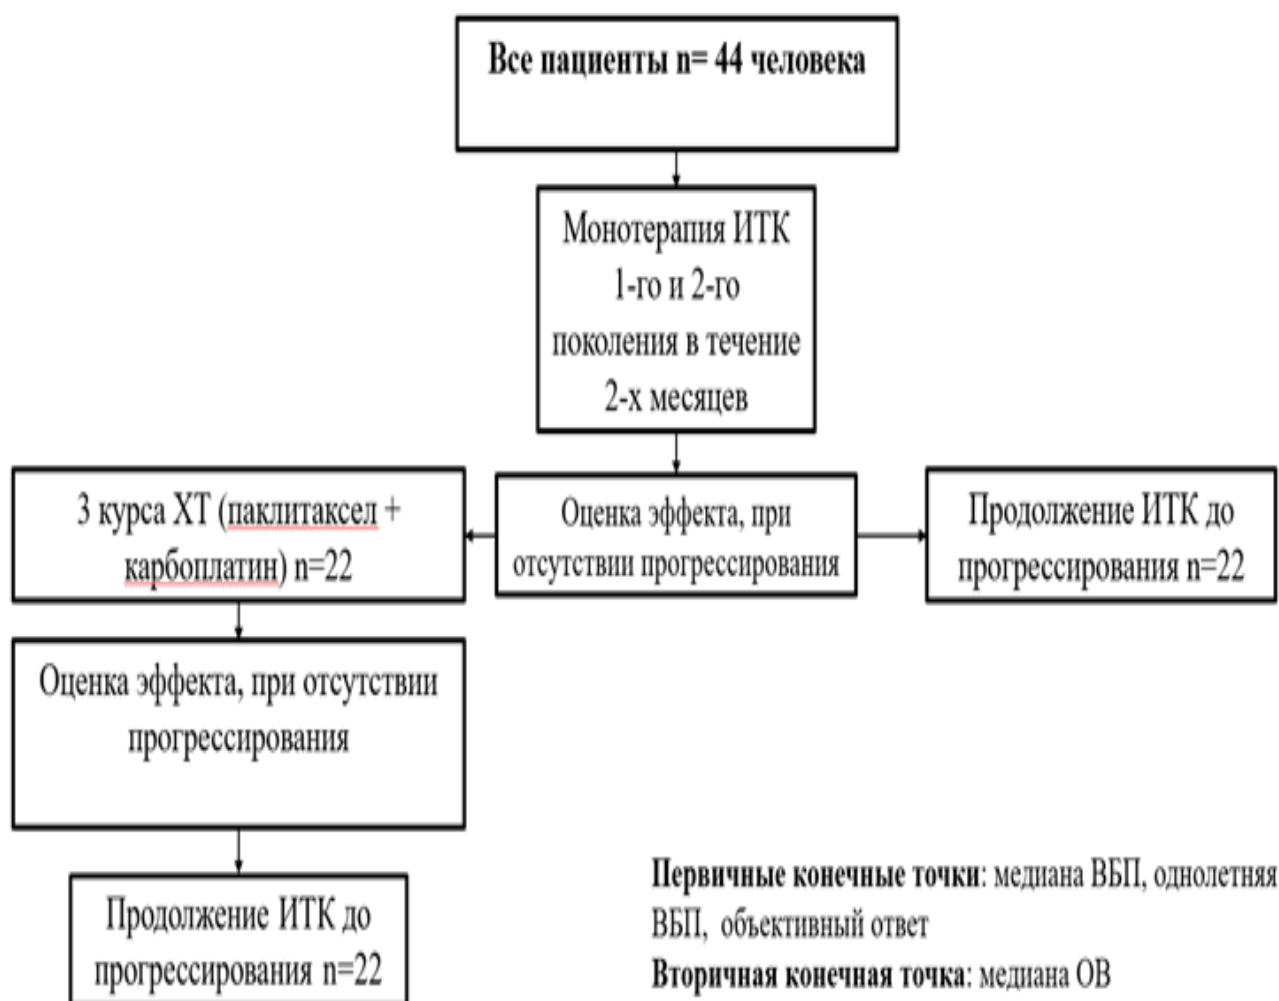 Все пациенты n= 44 человека
Монотерапия ИТК
1-го и 2-го
поколения в течение
2-х месяцев
3 курса ХТ (паклитаксел +
карбоплатин) n=22
Оценка эффекта, при
отсутствии прогрессирования
Продолжение ИТК до
прогрессирования n=22
Оценка эффекта, при отсутствии
прогрессирования
Продолжение ИТК до
прогрессирования n=22
Первичные конечные точки: медиана ВБП, однолетняя
ВБП, объективный ответ
Вторичная конечная точка: медиана ОВ